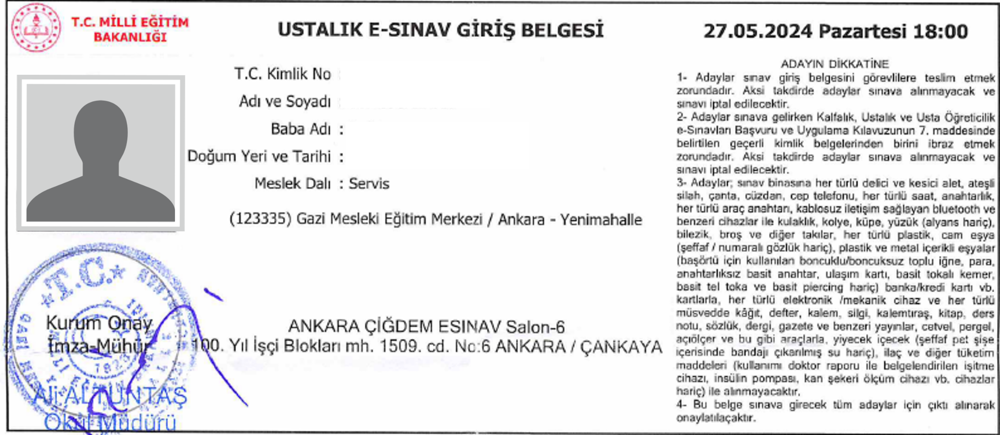 T.C. MİLLİ EĞİTİM
BAKANLIĞI
USTALIK E-SINAV GİRİŞ BELGESİ
27.05.2024 Pazartesi 18:00
T.C. Kimlik No :
Adı ve Soyadı :
Baba Adı :
Doğum Yeri ve Tarihi :
Meslek Dalı : Servis
(123335) Gazi Mesleki Eğitim Merkezi / Ankara - Yenimahalle
T.C.
Kurum Onay
İmza-Mühür
Ali ALTUNTAŞ
Okul Müdürü
ANKARA ÇİĞDEM ESINAV Salon-6
100. Yıl İşçi Blokları mh. 1509. cd. No:6 ANKARA / ÇANKAYA
ADAYIN DİKKATİNE
1- Adaylar sınav giriş belgesini görevlilere teslim etmek
zorundadır. Aksi takdirde adaylar sınava alınmayacak ve
sınavı iptal edilecektir.
2- Adaylar sınava gelirken Kalfalık, Ustalık ve Usta Öğreticilik
e-Sınavları Başvuru ve Uygulama Kılavuzunun 7. maddesinde
belirtilen geçerli kimlik belgelerinden birini ibraz etmek
zorundadır. Aksi takdirde adaylar sınava alınmayacak ve
sınavı iptal edilecektir.
3- Adaylar; sınav binasına her türlü delici ve kesici alet, ateşli
silah, çanta, cüzdan, cep telefonu, her türlü saat, anahtarlık,
her türlü araç anahtarı, kablosuz iletişim sağlayan bluetooth ve
benzeri cihazlar ile kulaklık, kolye, küpe, yüzük (alyans hariç),
bilezik, broş ve diğer takılar, her türlü plastik, cam eşya
(şeffaf / numaralı gözlük hariç), plastik ve metal içerikli eşyalar
(başörtü için kullanılan boncuklu/boncuksuz toplu iğne, para,
anahtarlıksız basit anahtar, ulaşım kartı, basit tokalı kemer,
basit tel toka ve basit piercing hariç) banka/kredi kartı vb.
kartlarla, her türlü elektronik /mekanik cihaz ve her türlü
müsvedde kâğıt, defter, kalem, silgi, kalemtıraş, kitap, ders
notu, sözlük, dergi, gazete ve benzeri yayınlar, cetvel, pergel,
açıölçer ve bu gibi araçlarla, yiyecek içecek (şeffaf pet şişe
içerisinde bandajı çıkarılmış su hariç), ilaç ve diğer tüketim
maddeleri (kullanımı doktor raporu ile belgelendirilen işitme
cihazı, insülin pompası, kan şekeri ölçüm cihazı vb. cihazlar
hariç) ile alınmayacaktır.
4- Bu belge sınava girecek tüm adaylar için çıktı alınarak
onaylatılaçaktır.